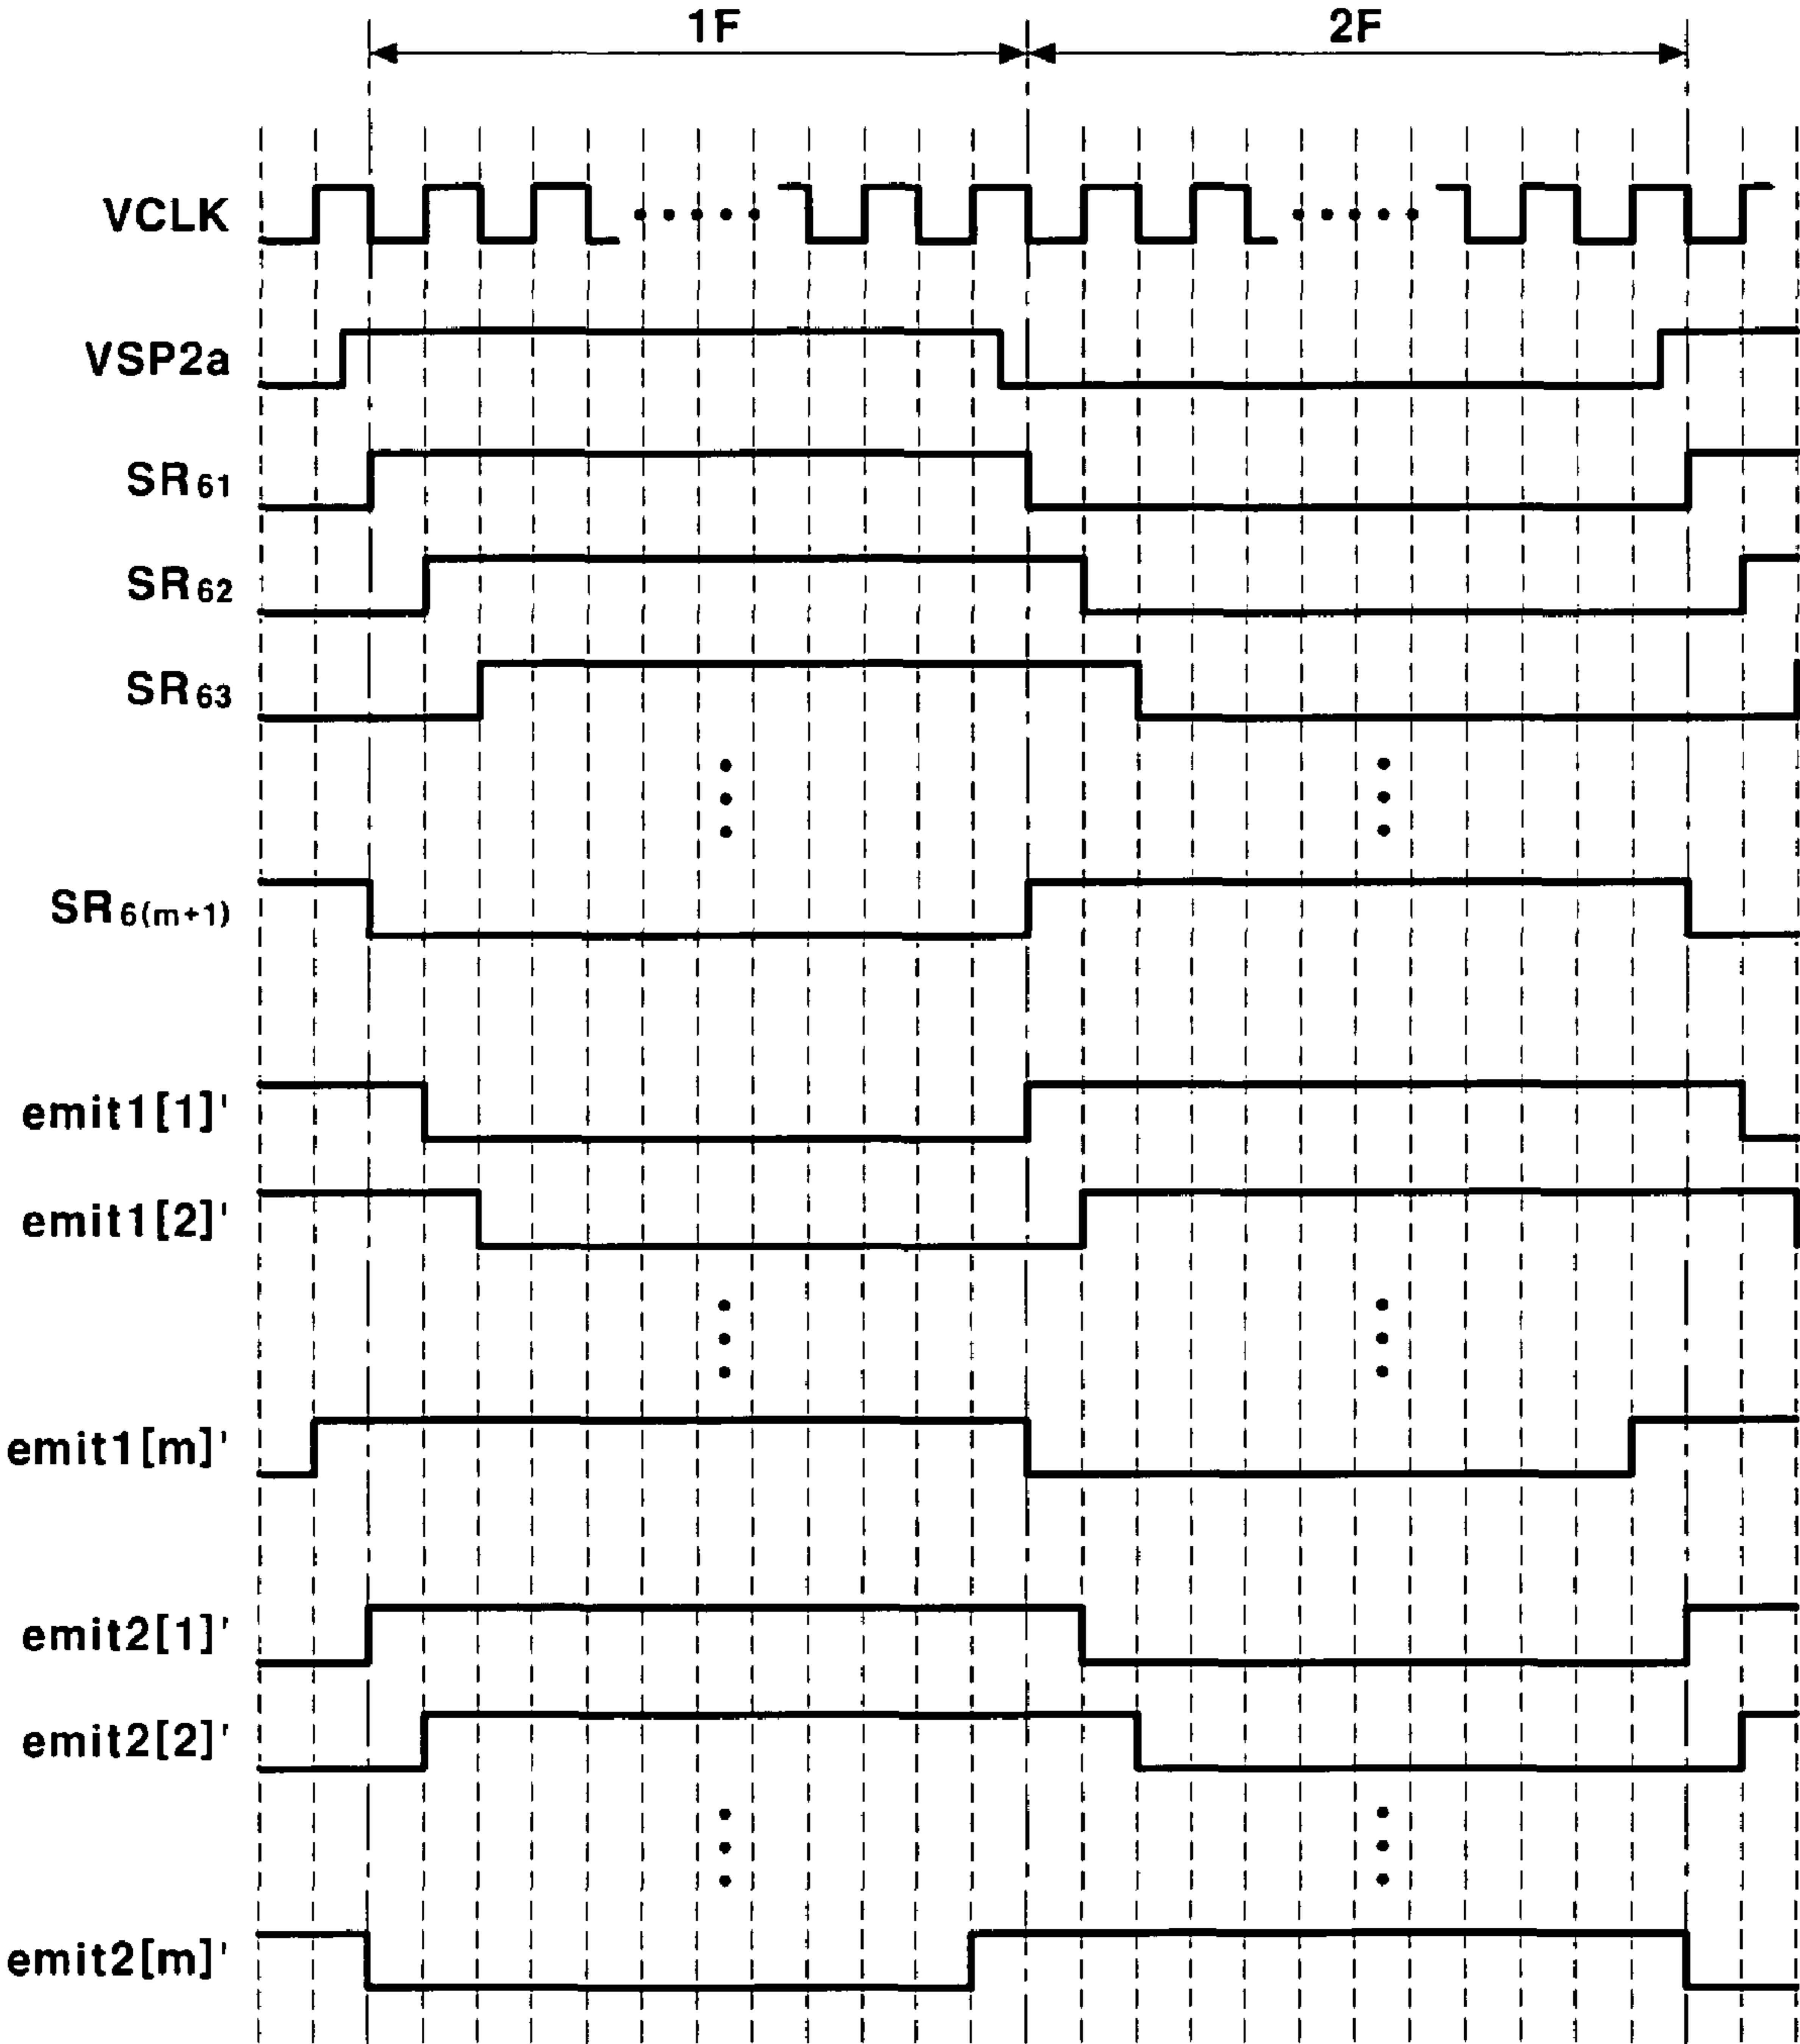 1F 2F
VCLK
VSP2a
SR61
SR62
SR63
SR6(m+1)
emit1[1]'
emit1[2]'
emit1[m]'
emit2[1]'
emit2[2]'
emit2[m]'